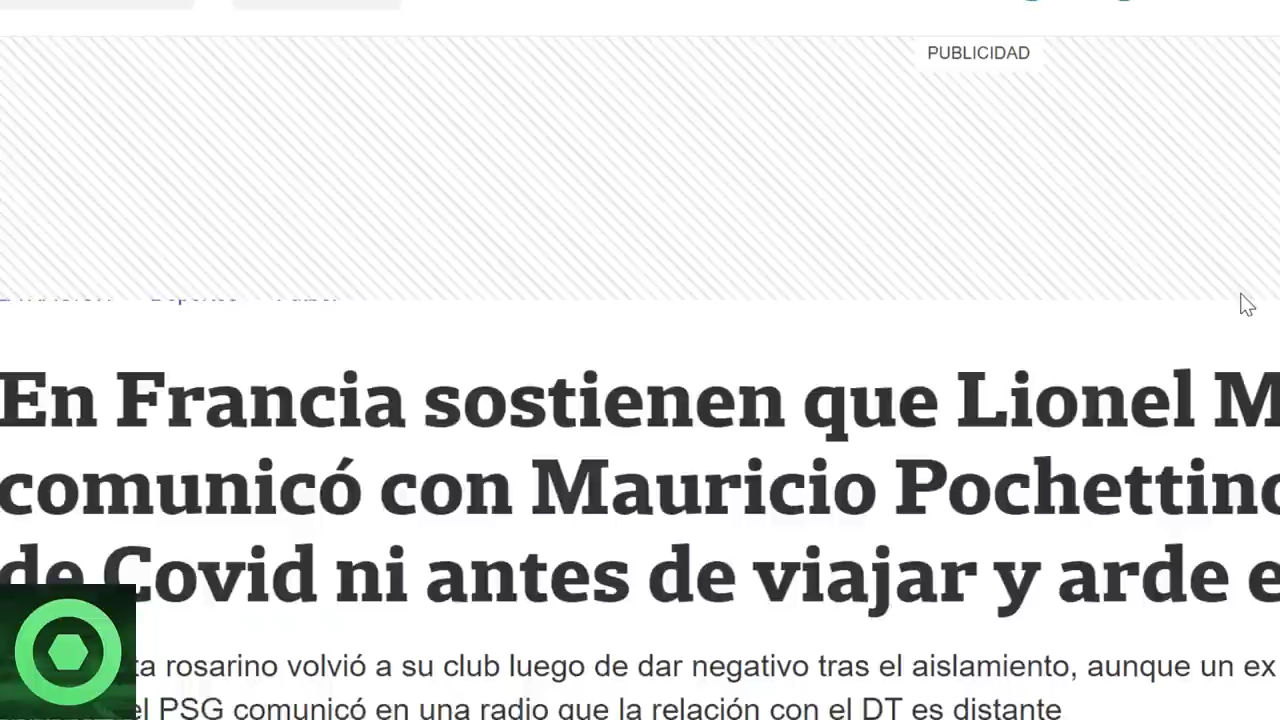 PUBLICIDAD
Deportes
En Francia sostienen que Lionel M
comunicó con Mauricio Pochettino
de Covid ni antes de viajar y arde e
ta rosarino volvió a su club luego de dar negativo tras el aislamiento, aunque un ex
el PSG comunicó en una radio que la relación con el DT es distante